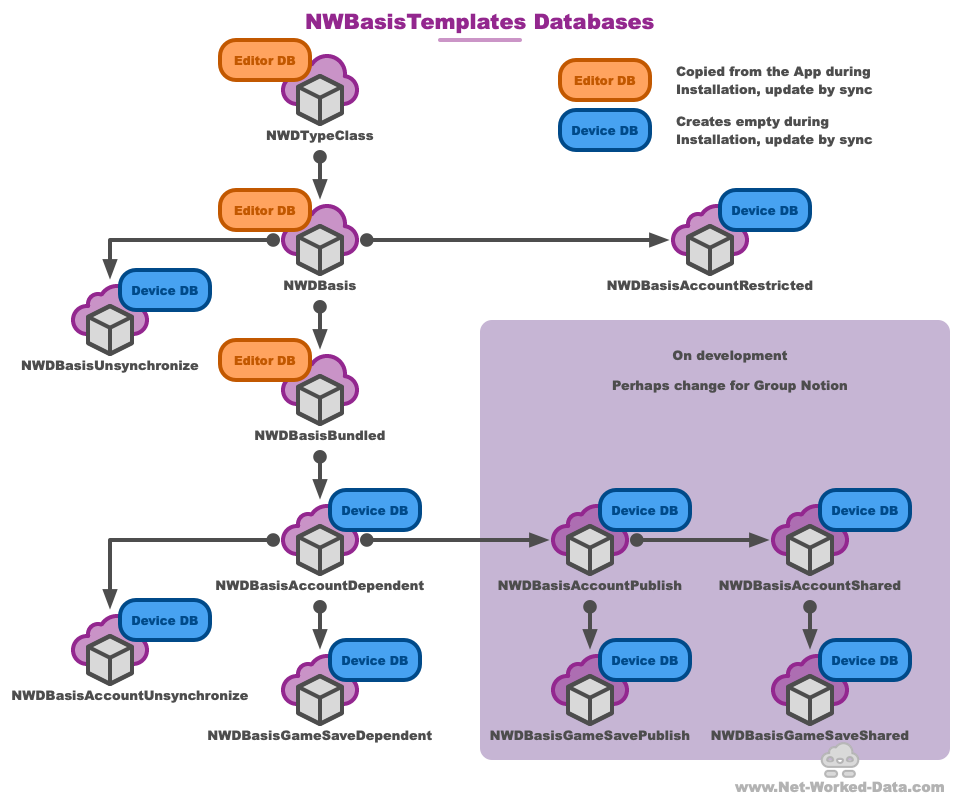 NWBasisTemplates Databases
Editor DB
NWDTypeClass
Editor DB
Copied from the App during
Installation, update by sync
Device DB
Creates empty during
Installation, update by sync
Editor DB
NWDBasis
Device DB
NWDBasisAccountRestricted
Device DB
NWDBasisUnsynchronize
Editor DB
NWDBasisBundled
On development
Perhaps change for Group Notion
Device DB
NWDBasisAccountDependent
Device DB
NWDBasisAccountPublish
Device DB
NWDBasisAccountShared
Device DB
NWDBasisAccountUnsynchronize
Device DB
NWDBasisGameSaveDependent
Device DB
NWDBasisGameSavePublish
Device DB
NWDBasisGameSaveShared
www.Net-Worked-Data.com